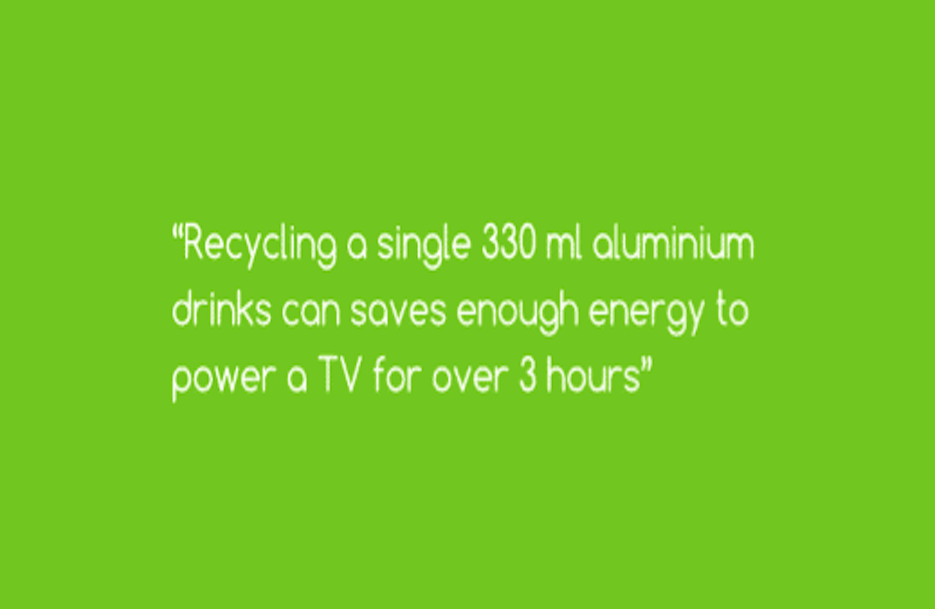 “Recycling a single 330 ml aluminium
drinks can saves enough energy to
power a TV for over 3 hours”